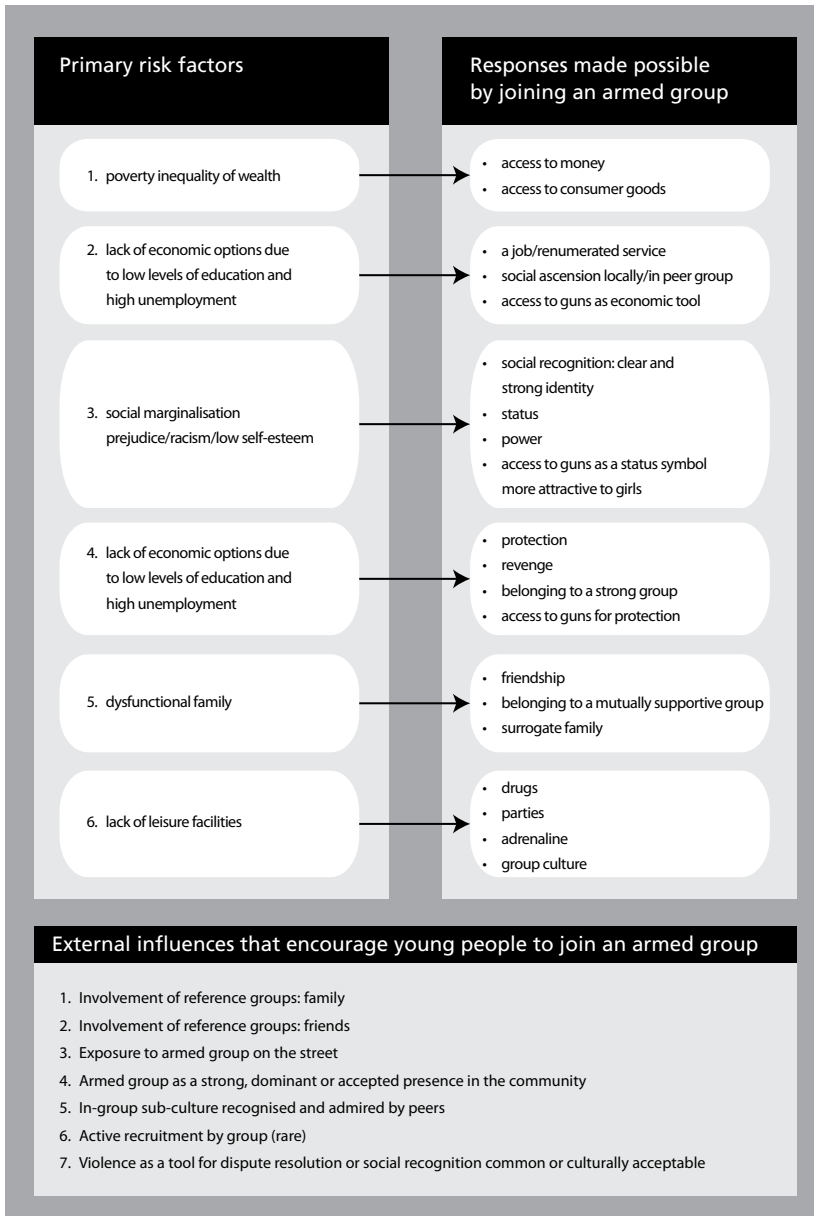 Primary risk factors
Responses made possible
by joining an armed group
1. poverty inequality of wealth
• access to money
• access to consumer goods
2. lack of economic options due
to low levels of education and
high unemployment
• a job/renumerated service
• social ascension locally/in peer group
• access to guns as economic tool
3. social marginalisation
prejudice/racism/low self-esteem
• social recognition: clear and
strong identity
• status
• power
• access to guns as a status symbol
more attractive to girls
4. lack of economic options due
to low levels of education and
high unemployment
• protection
• revenge
• belonging to a strong group
• access to guns for protection
5. dysfunctional family
• friendship
• belonging to a mutually supportive group
• surrogate family
6. lack of leisure facilities
• drugs
• parties
• adrenaline
• group culture
External influences that encourage young people to join an armed group
1. Involvement of reference groups: family
2. Involvement of reference groups: friends
3. Exposure to armed group on the street
4. Armed group as a strong, dominant or accepted presence in the community
5. In-group sub-culture recognised and admired by peers
6. Active recruitment by group (rare)
7. Violence as a tool for dispute resolution or social recognition common or culturally acceptable